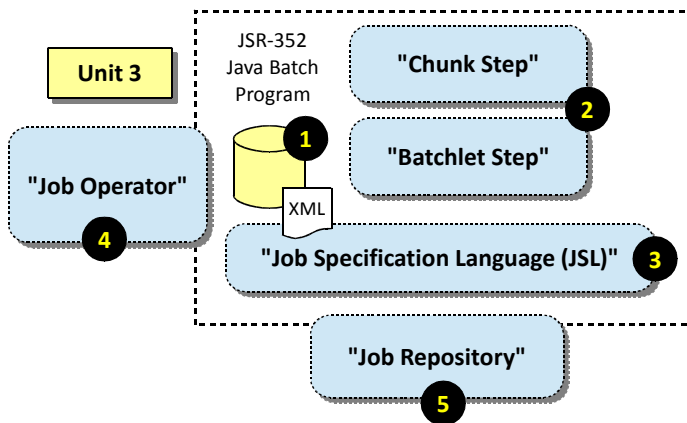 Unit 3
JSR-352
Java Batch
Program
1
XML
"Chunk Step"
2
"Batchlet Step"
"Job Operator"
4
"Job Specification Language (JSL)"
3
"Job Repository"
5